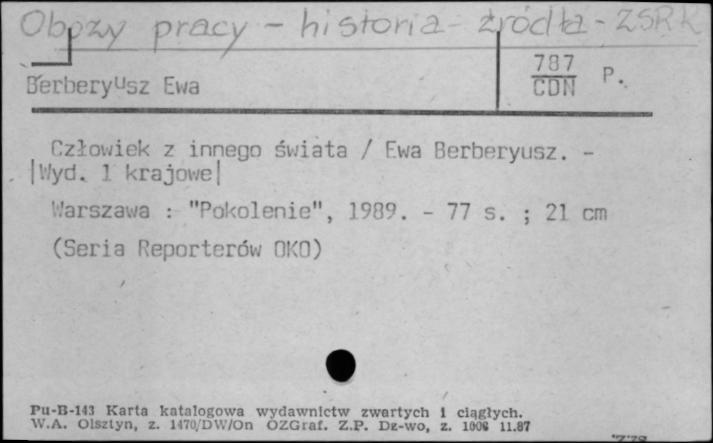 Obozy pracy - historia - źródła - ZSRR
787
CDN P.
Berberyusz Ewa
Człowiek z innego świata / Ewa Berberyusz. -
|Wyd. 1 krajowe|
Warszawa : "Pokolenie", 1989. - 77 s. ; 21 cm
(Seria Reporterów OKO)
Pu-B-143 Karta katalogowa wydawnictw zwartych i ciągłych.
W.A. Olsztyn, z. 1470/DW/On OZGraf. Z.P. Dz-wo, z. 1006 11.87